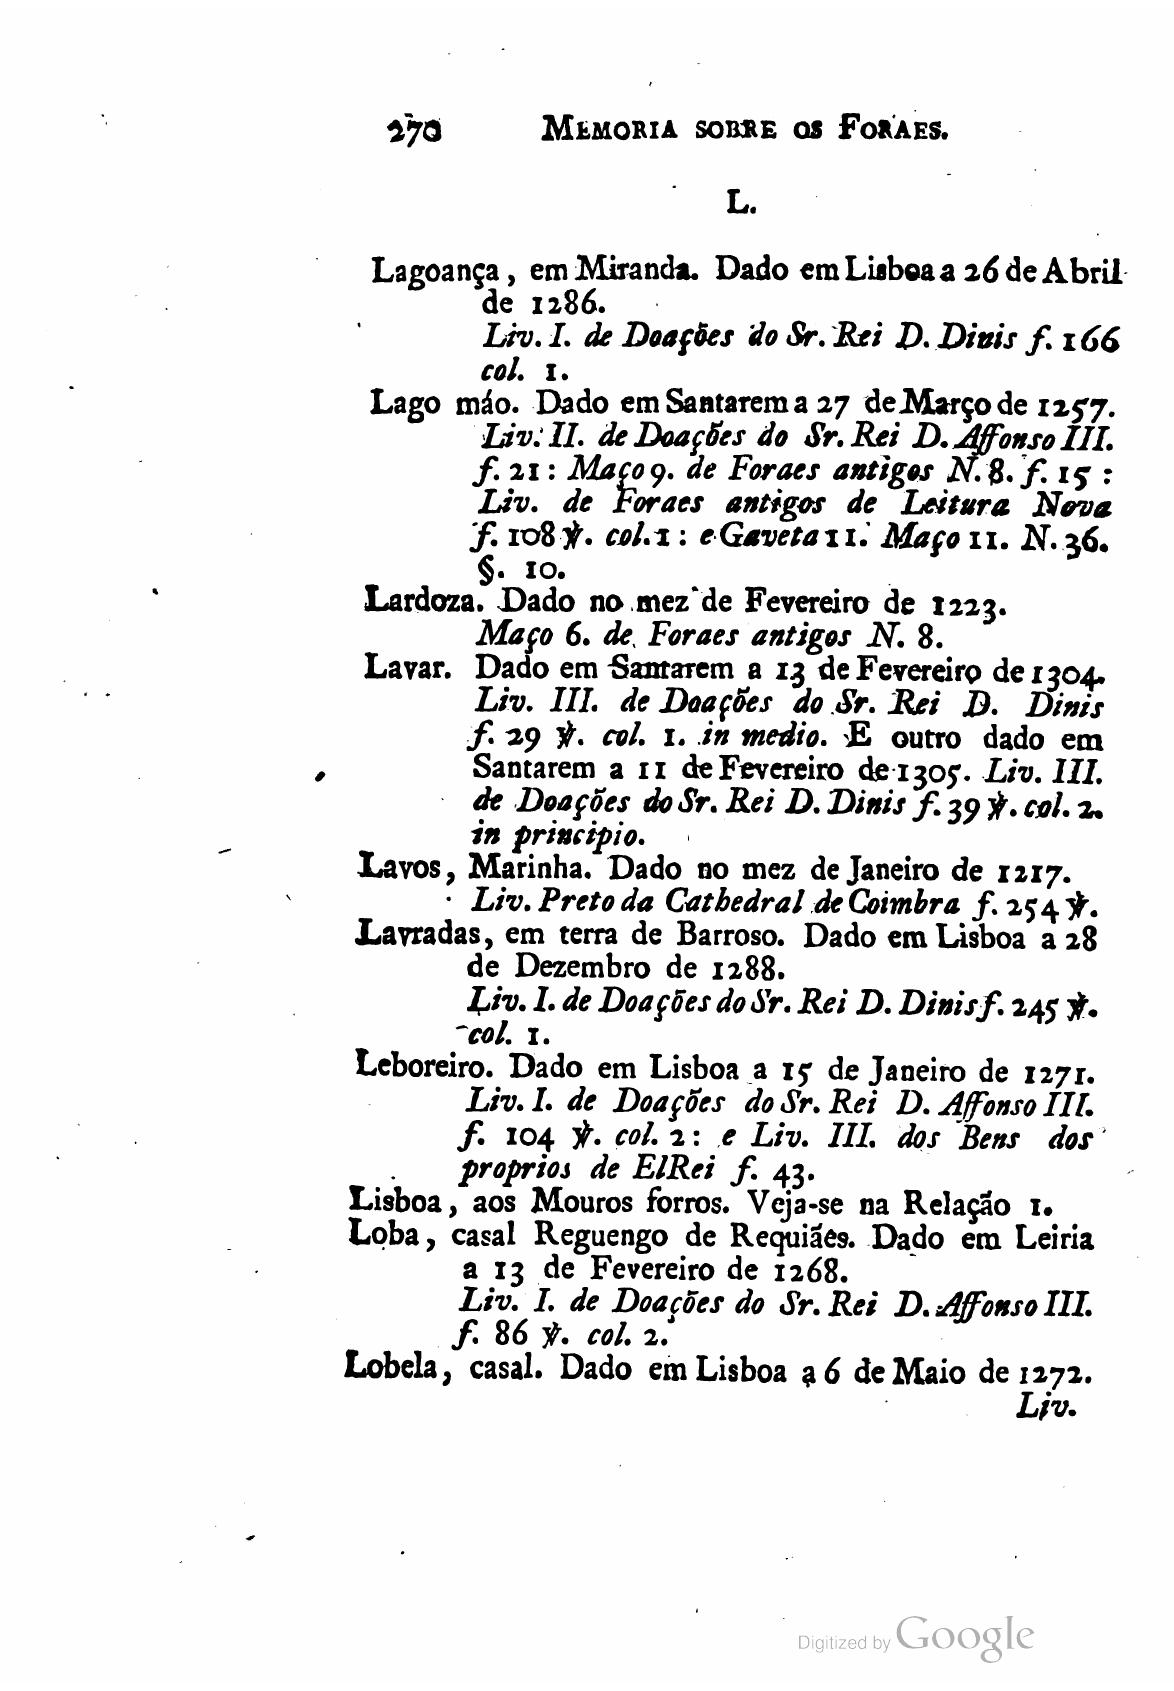 270 MEMORIA SOBRE OS FORAES.
L.
Lagoança, em Miranda. Dado em Lisboa a 26 de Abril
de 1286.
Liv. I. de Doações do Sr. Rei D. Dinis f. 166
col. 1.
Lago máo. Dado em Santarem a 27 de Março de 1257.
Liv. II. de Doações do Sr. Rei D. Affonso III.
f. 21 : Maço 9. de Foraes antigos N. 8. f. 15 :
Liv. de Foraes antigos de Leitura Nova
f. 108 ℣. col. 1 : e Gaveta 11. Maço 11. N. 36.
§. 10.
Lardoza. Dado no mez de Fevereiro de 1223.
Maço 6. de Foraes antigos N. 8.
Lavar. Dado em Santarem a 13 de Fevereiro de 1304.
Liv. III. de Doações do Sr. Rei D. Dinis
f. 29 ℣. col. 1. in medio. E outro dado em
Santarem a 11 de Fevereiro de 1305. Liv. III.
de Doações do Sr. Rei D. Dinis f. 39 ℣. col. 2.
in principio.
Lavos, Marinha. Dado no mez de Janeiro de 1217.
Liv. Preto da Cathedral de Coimbra f. 254 ℣.
Lavradas, em terra de Barroso. Dado em Lisboa a 28
de Dezembro de 1288.
Liv. I. de Doações do Sr. Rei D. Dinis f. 245 ℣.
col. 1.
Leboreiro. Dado em Lisboa a 15 de Janeiro de 1271.
Liv. I. de Doações do Sr. Rei D. Affonso III.
f. 104 ℣. col. 2 : e Liv. III. dos Bens dos
proprios de ElRei f. 43.
Lisboa, aos Mouros forros. Veja-se na Relação 1.
Loba, casal Reguengo de Requiães. Dado em Leiria
a 13 de Fevereiro de 1268.
Liv. I. de Doações do Sr. Rei D. Affonso III.
f. 86 ℣. col. 2.
Lobela, casal. Dado em Lisboa a 6 de Maio de 1272.
Liv.
Digitized by Google